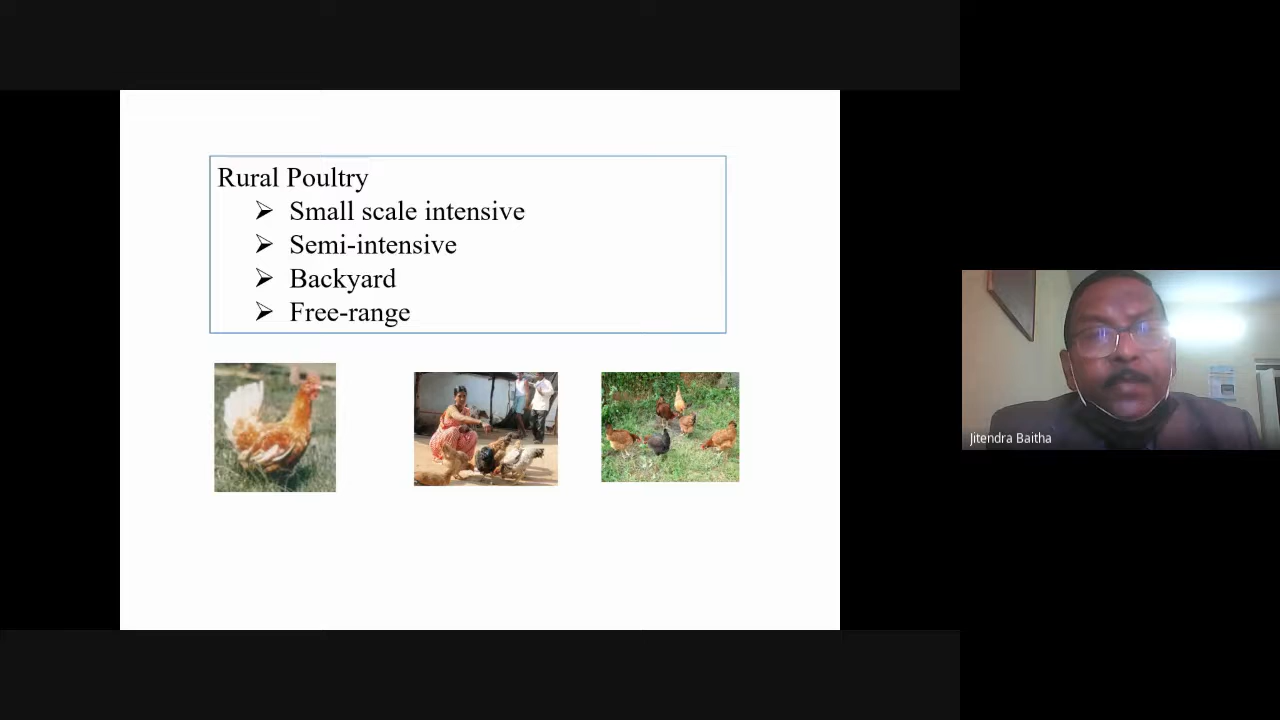 Rural Poultry
➢ Small scale intensive
➢ Semi-intensive
➢ Backyard
➢ Free-range
Jitendra Baitha